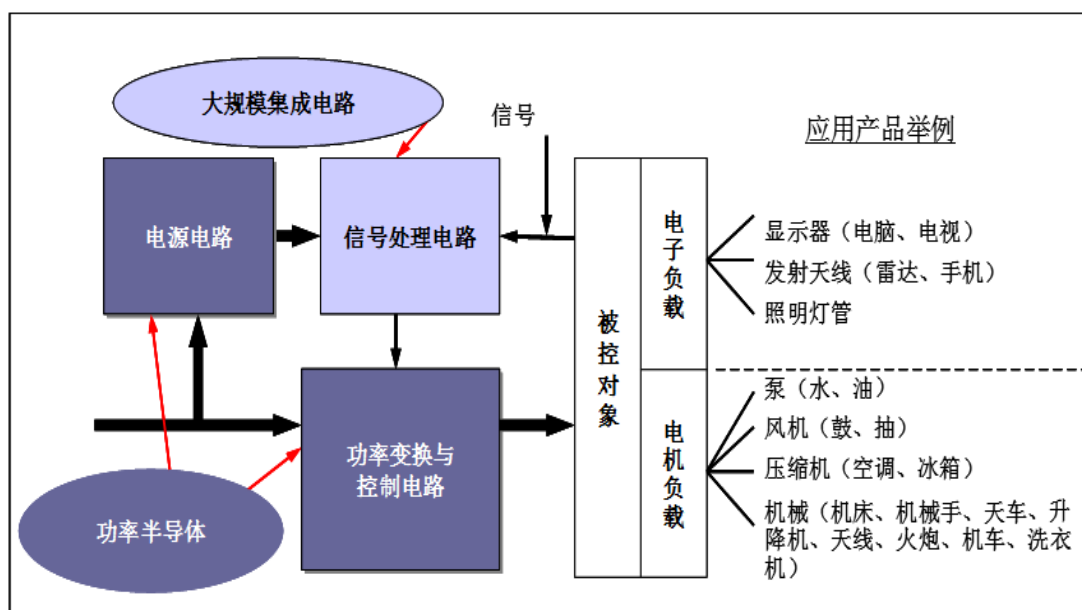 大规模集成电路
信号
应用产品举例
电源电路
信号处理电路
被控对象
电子负载
显示器（电脑、电视）
发射天线（雷达、手机）
照明灯管
功率变换与
控制电路
电机负载
泵（水、油）
风机（鼓、抽）
压缩机（空调、冰箱）
机械（机床、机械手、天车、升
降机、天线、火炮、机车、洗衣
机）
功率半导体